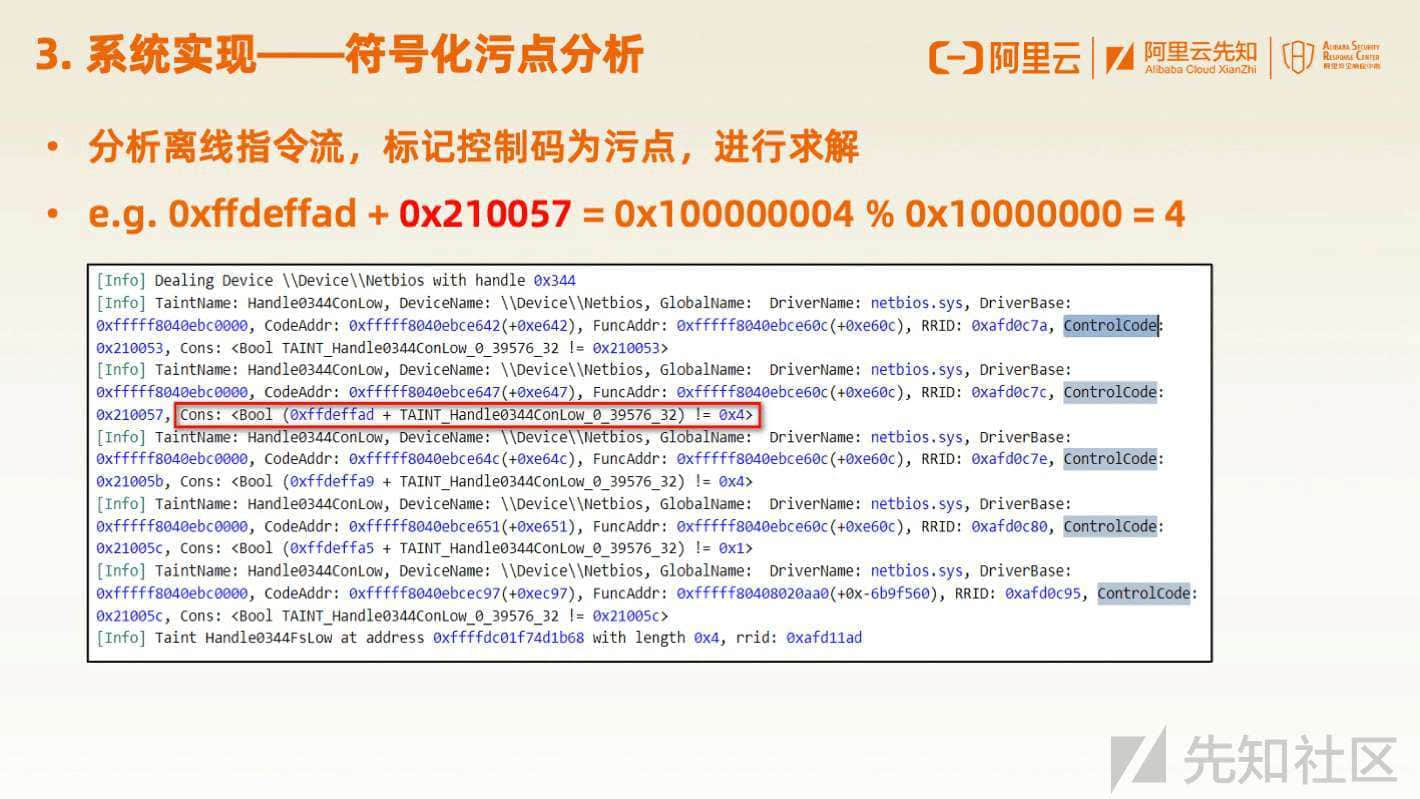 3. 系统实现——符号化污点分析
阿里云
阿里云先知
Alibaba Cloud XianZhi
ALIBABA SECURITY
RESPONSE CENTER
• 分析离线指令流，标记控制码为污点，进行求解
• e.g. 0xffdeffad + 0x210057 = 0x100000004 % 0x10000000 = 4
[Info] Dealing Device \\Device\\Netbios with handle 0x344
[Info] TaintName: Handle0344ConLow, DeviceName: \\Device\\Netbios, GlobalName:  DriverName: netbios.sys, DriverBase:
0xfffff8040ebc0000, CodeAddr: 0xfffff8040ebce642(+0xe642), FuncAddr: 0xfffff8040ebce60c(+0xe60c), RRID: 0xafd0c7a, ControlCode:
0x210053, Cons: <Bool TAINT_Handle0344ConLow_0_39576_32 != 0x210053>
[Info] TaintName: Handle0344ConLow, DeviceName: \\Device\\Netbios, GlobalName:  DriverName: netbios.sys, DriverBase:
0xfffff8040ebc0000, CodeAddr: 0xfffff8040ebce647(+0xe647), FuncAddr: 0xfffff8040ebce60c(+0xe60c), RRID: 0xafd0c7c, ControlCode:
0x210057, Cons: <Bool (0xffdeffad + TAINT_Handle0344ConLow_0_39576_32) != 0x4>
[Info] TaintName: Handle0344ConLow, DeviceName: \\Device\\Netbios, GlobalName:  DriverName: netbios.sys, DriverBase:
0xfffff8040ebc0000, CodeAddr: 0xfffff8040ebce64c(+0xe64c), FuncAddr: 0xfffff8040ebce60c(+0xe60c), RRID: 0xafd0c7e, ControlCode:
0x21005b, Cons: <Bool (0xffdeffa9 + TAINT_Handle0344ConLow_0_39576_32) != 0x4>
[Info] TaintName: Handle0344ConLow, DeviceName: \\Device\\Netbios, GlobalName:  DriverName: netbios.sys, DriverBase:
0xfffff8040ebc0000, CodeAddr: 0xfffff8040ebce651(+0xe651), FuncAddr: 0xfffff8040ebce60c(+0xe60c), RRID: 0xafd0c80, ControlCode:
0x21005c, Cons: <Bool (0xffdeffa5 + TAINT_Handle0344ConLow_0_39576_32) != 0x1>
[Info] TaintName: Handle0344ConLow, DeviceName: \\Device\\Netbios, GlobalName:  DriverName: netbios.sys, DriverBase:
0xfffff8040ebc0000, CodeAddr: 0xfffff8040ebcec97(+0xec97), FuncAddr: 0xfffff80408020aa0(+0x-6b9f560), RRID: 0xafd0c95, ControlCode:
0x21005c, Cons: <Bool TAINT_Handle0344ConLow_0_39576_32 != 0x21005c>
[Info] Taint Handle0344FsLow at address 0xffffdc01f74d1b68 with length 0x4, rrid: 0xafd11ad
先知社区